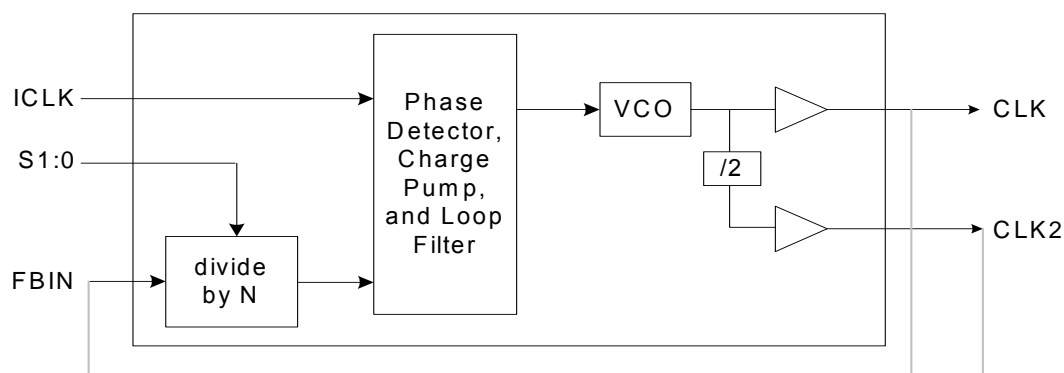 ICLK
S1:0
FBIN
divide
by N
Phase
Detector,
Charge
Pump,
and Loop
Filter
VCO
/2
CLK
CLK2